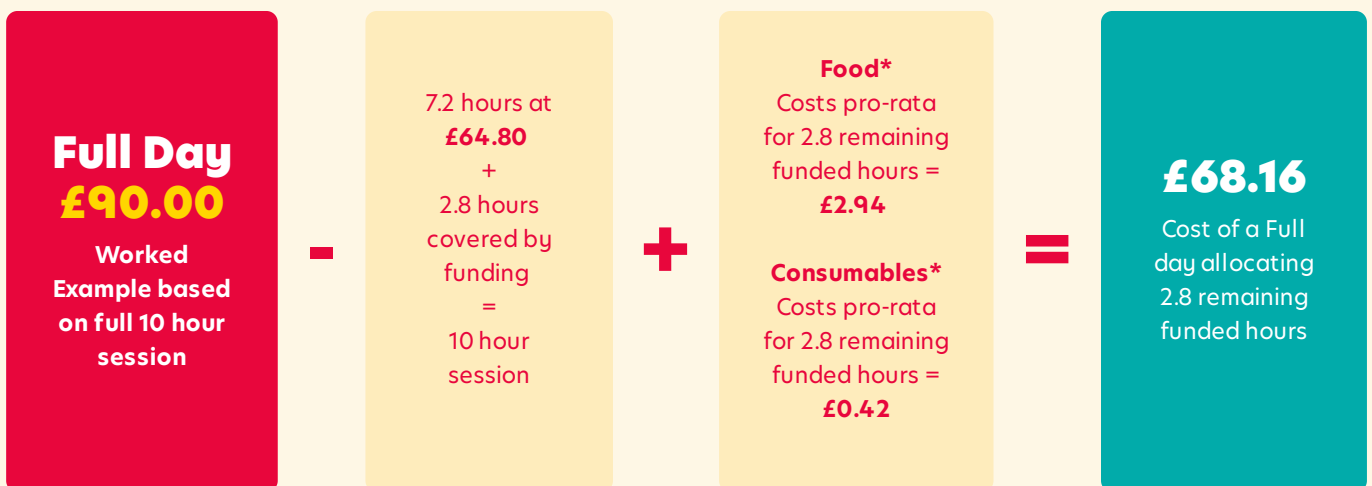 Full Day
£90.00
Worked
Example based
on full 10 hour
session
-
7.2 hours at
£64.80
+
2.8 hours
covered by
funding
=
10 hour
session
+
Food*
Costs pro-rata
for 2.8 remaining
funded hours =
£2.94
Consumables*
Costs pro-rata
for 2.8 remaining
funded hours =
£0.42
=
£68.16
Cost of a Full
day allocating
2.8 remaining
funded hours